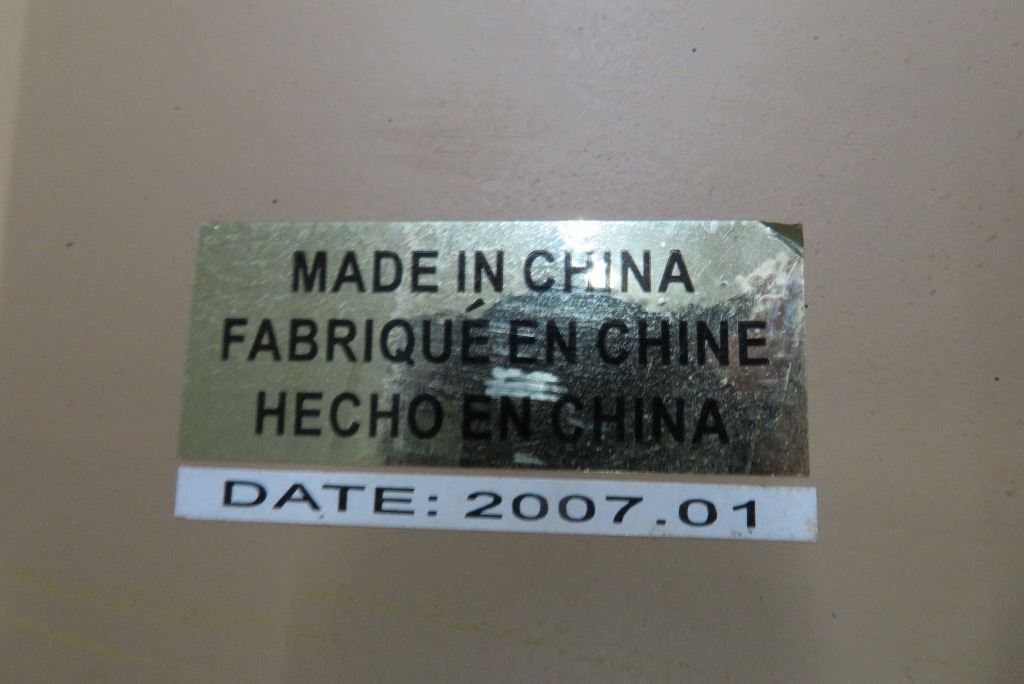 MADE IN CHINA
FABRIQUÉ EN CHINE
HECHO EN CHINA
DATE: 2007.01